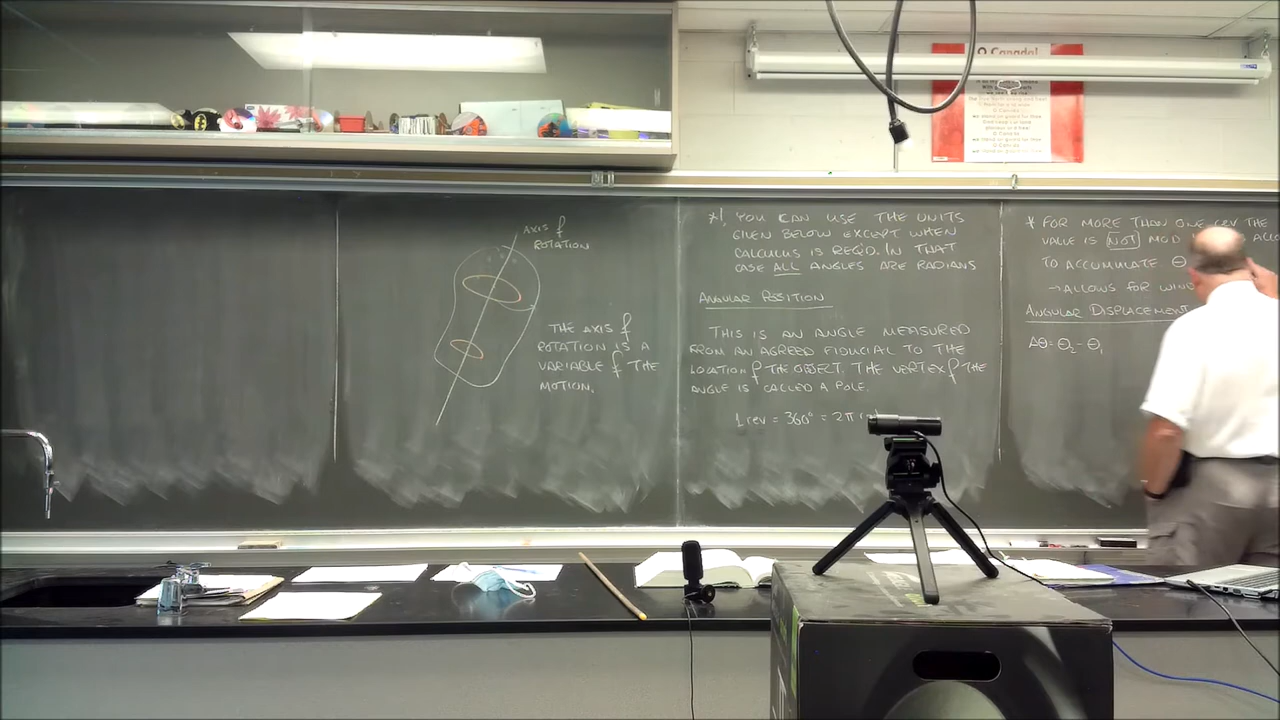 O Canada!
AXIS of
ROTATION
THE AXIS of
ROTATION IS A
VARIABLE of THE
MOTION.
*! YOU CAN USE THE UNITS
GIVEN BELOW EXCEPT WHEN
CALCULUS IS REQ'D. IN THAT
CASE ALL ANGLES ARE RADIANS
ANGULAR POSITION
THIS IS AN ANGLE MEASURED
FROM AN AGREED FIDUCIAL TO THE
LOCATION of THE OBJECT. THE VERTEX of THE
ANGLE IS CALLED A POLE.
1 rev = 360° = 2π
* FOR MORE THAN ONE REV THE
VALUE IS NOT MOD
TO ACCUMULATE
→ ALLOWS FOR
ANGULAR DISPLACEMENT
Δθ = θ₂ - θ₁